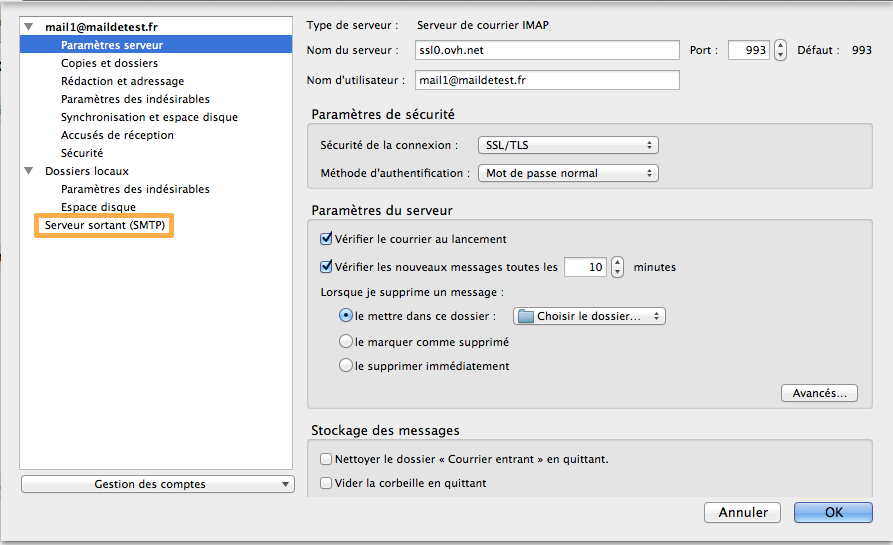 mail1@maildetest.fr
Paramètres serveur
Copies et dossiers
Rédaction et adressage
Paramètres des indésirables
Synchronisation et espace disque
Accusés de réception
Sécurité
Dossiers locaux
Paramètres des indésirables
Espace disque
Serveur sortant (SMTP)
Gestion des comptes
Type de serveur : Serveur de courrier IMAP
Nom du serveur : ssl0.ovh.net Port : 993 Défaut : 993
Nom d'utilisateur : mail1@maildetest.fr
Paramètres de sécurité
Sécurité de la connexion : SSL/TLS
Méthode d'authentification : Mot de passe normal
Paramètres du serveur
Vérifier le courrier au lancement
Vérifier les nouveaux messages toutes les 10 minutes
Lorsque je supprime un message :
le mettre dans ce dossier : Choisir le dossier...
le marquer comme supprimé
le supprimer immédiatement
Avancés...
Stockage des messages
Nettoyer le dossier « Courrier entrant » en quittant.
Vider la corbeille en quittant
Annuler OK